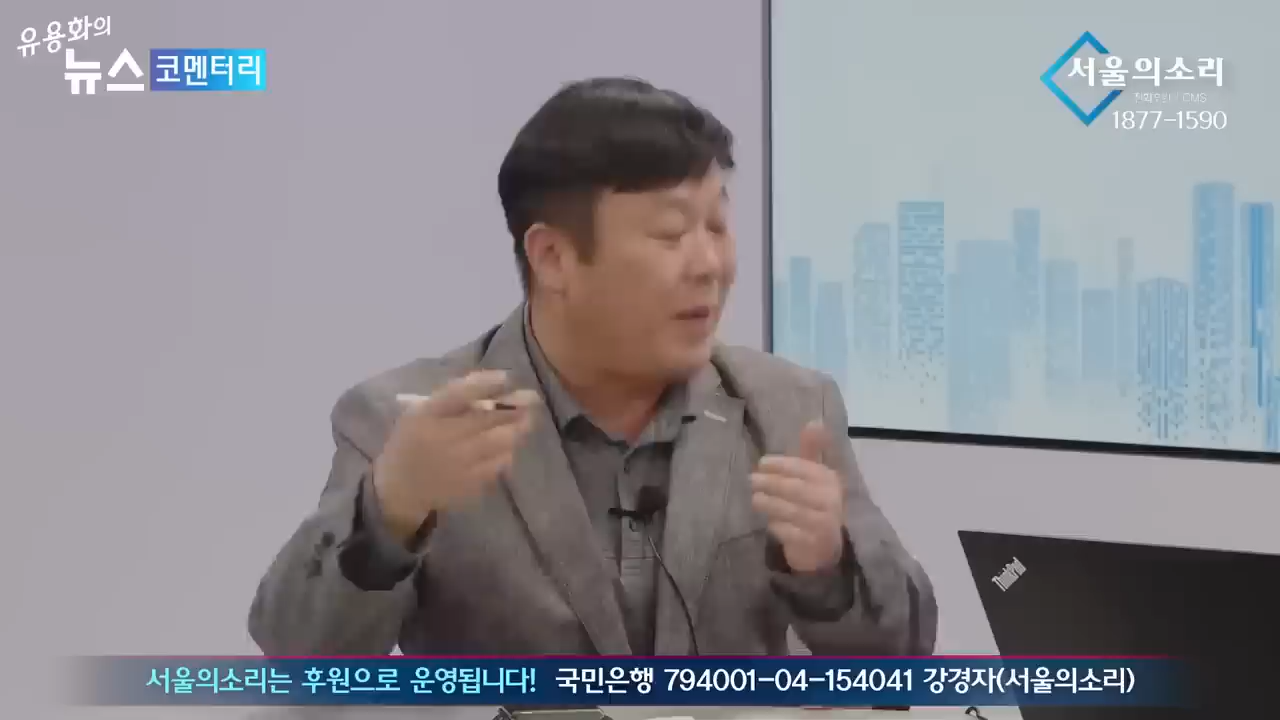 유용화의
뉴스 코멘터리
서울의소리
1877-1590
ThinkPad
서울의소리는 후원으로 운영됩니다! 국민은행 794001-04-154041 강경자(서울의소리)